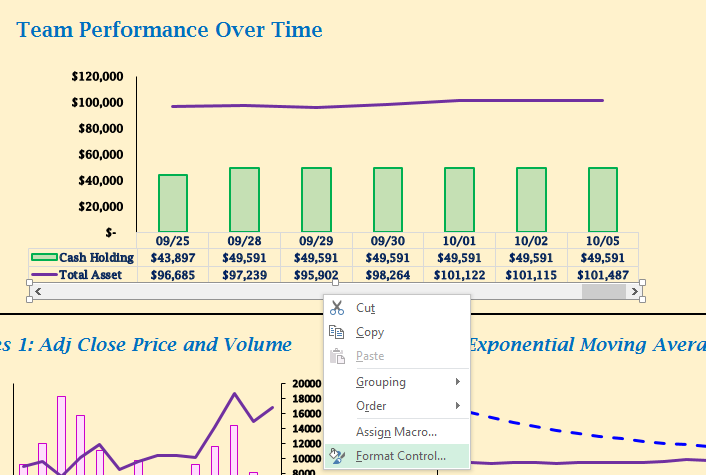 Team Performance Over Time
$120,000
$100,000
$80,000
$60,000
$40,000
$20,000
$-
09/25 09/28 09/29 09/30 10/01 10/02 10/05
Cash Holding $43,897 $49,591 $49,591 $49,591 $49,591 $49,591 $49,591
Total Asset $96,685 $97,239 $95,902 $98,264 $101,122 $101,115 $101,487
Cut
Copy
Paste
Grouping
Order
Assign Macro...
Format Control...
es 1: Adj Close Price and Volume
Exponential Moving Avera
20000
18000
16000
14000
12000
10000
8000